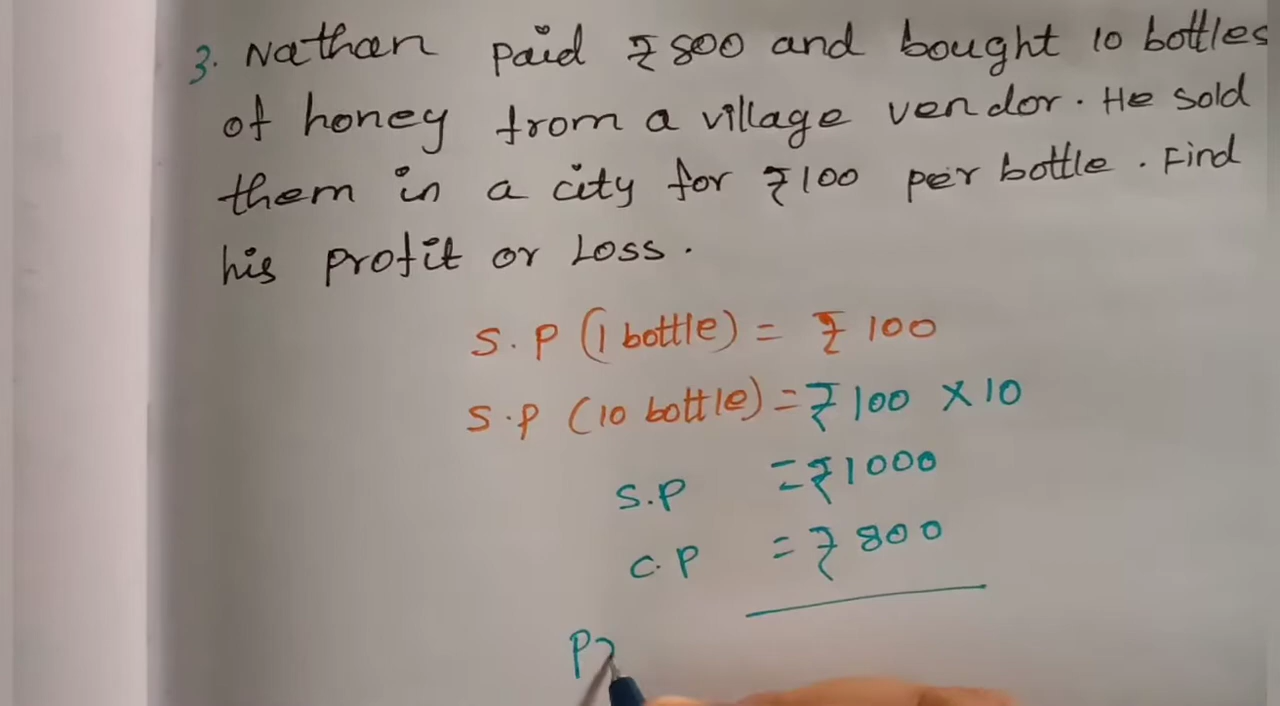 3. Nathan paid ₹800 and bought 10 bottles
of honey from a village vendor. He sold
them in a city for ₹100 per bottle. Find
his profit or Loss.
S.P (1 bottle) = ₹100
S.P (10 bottle) = ₹100 × 10
S.P = ₹1000
C.P = ₹800